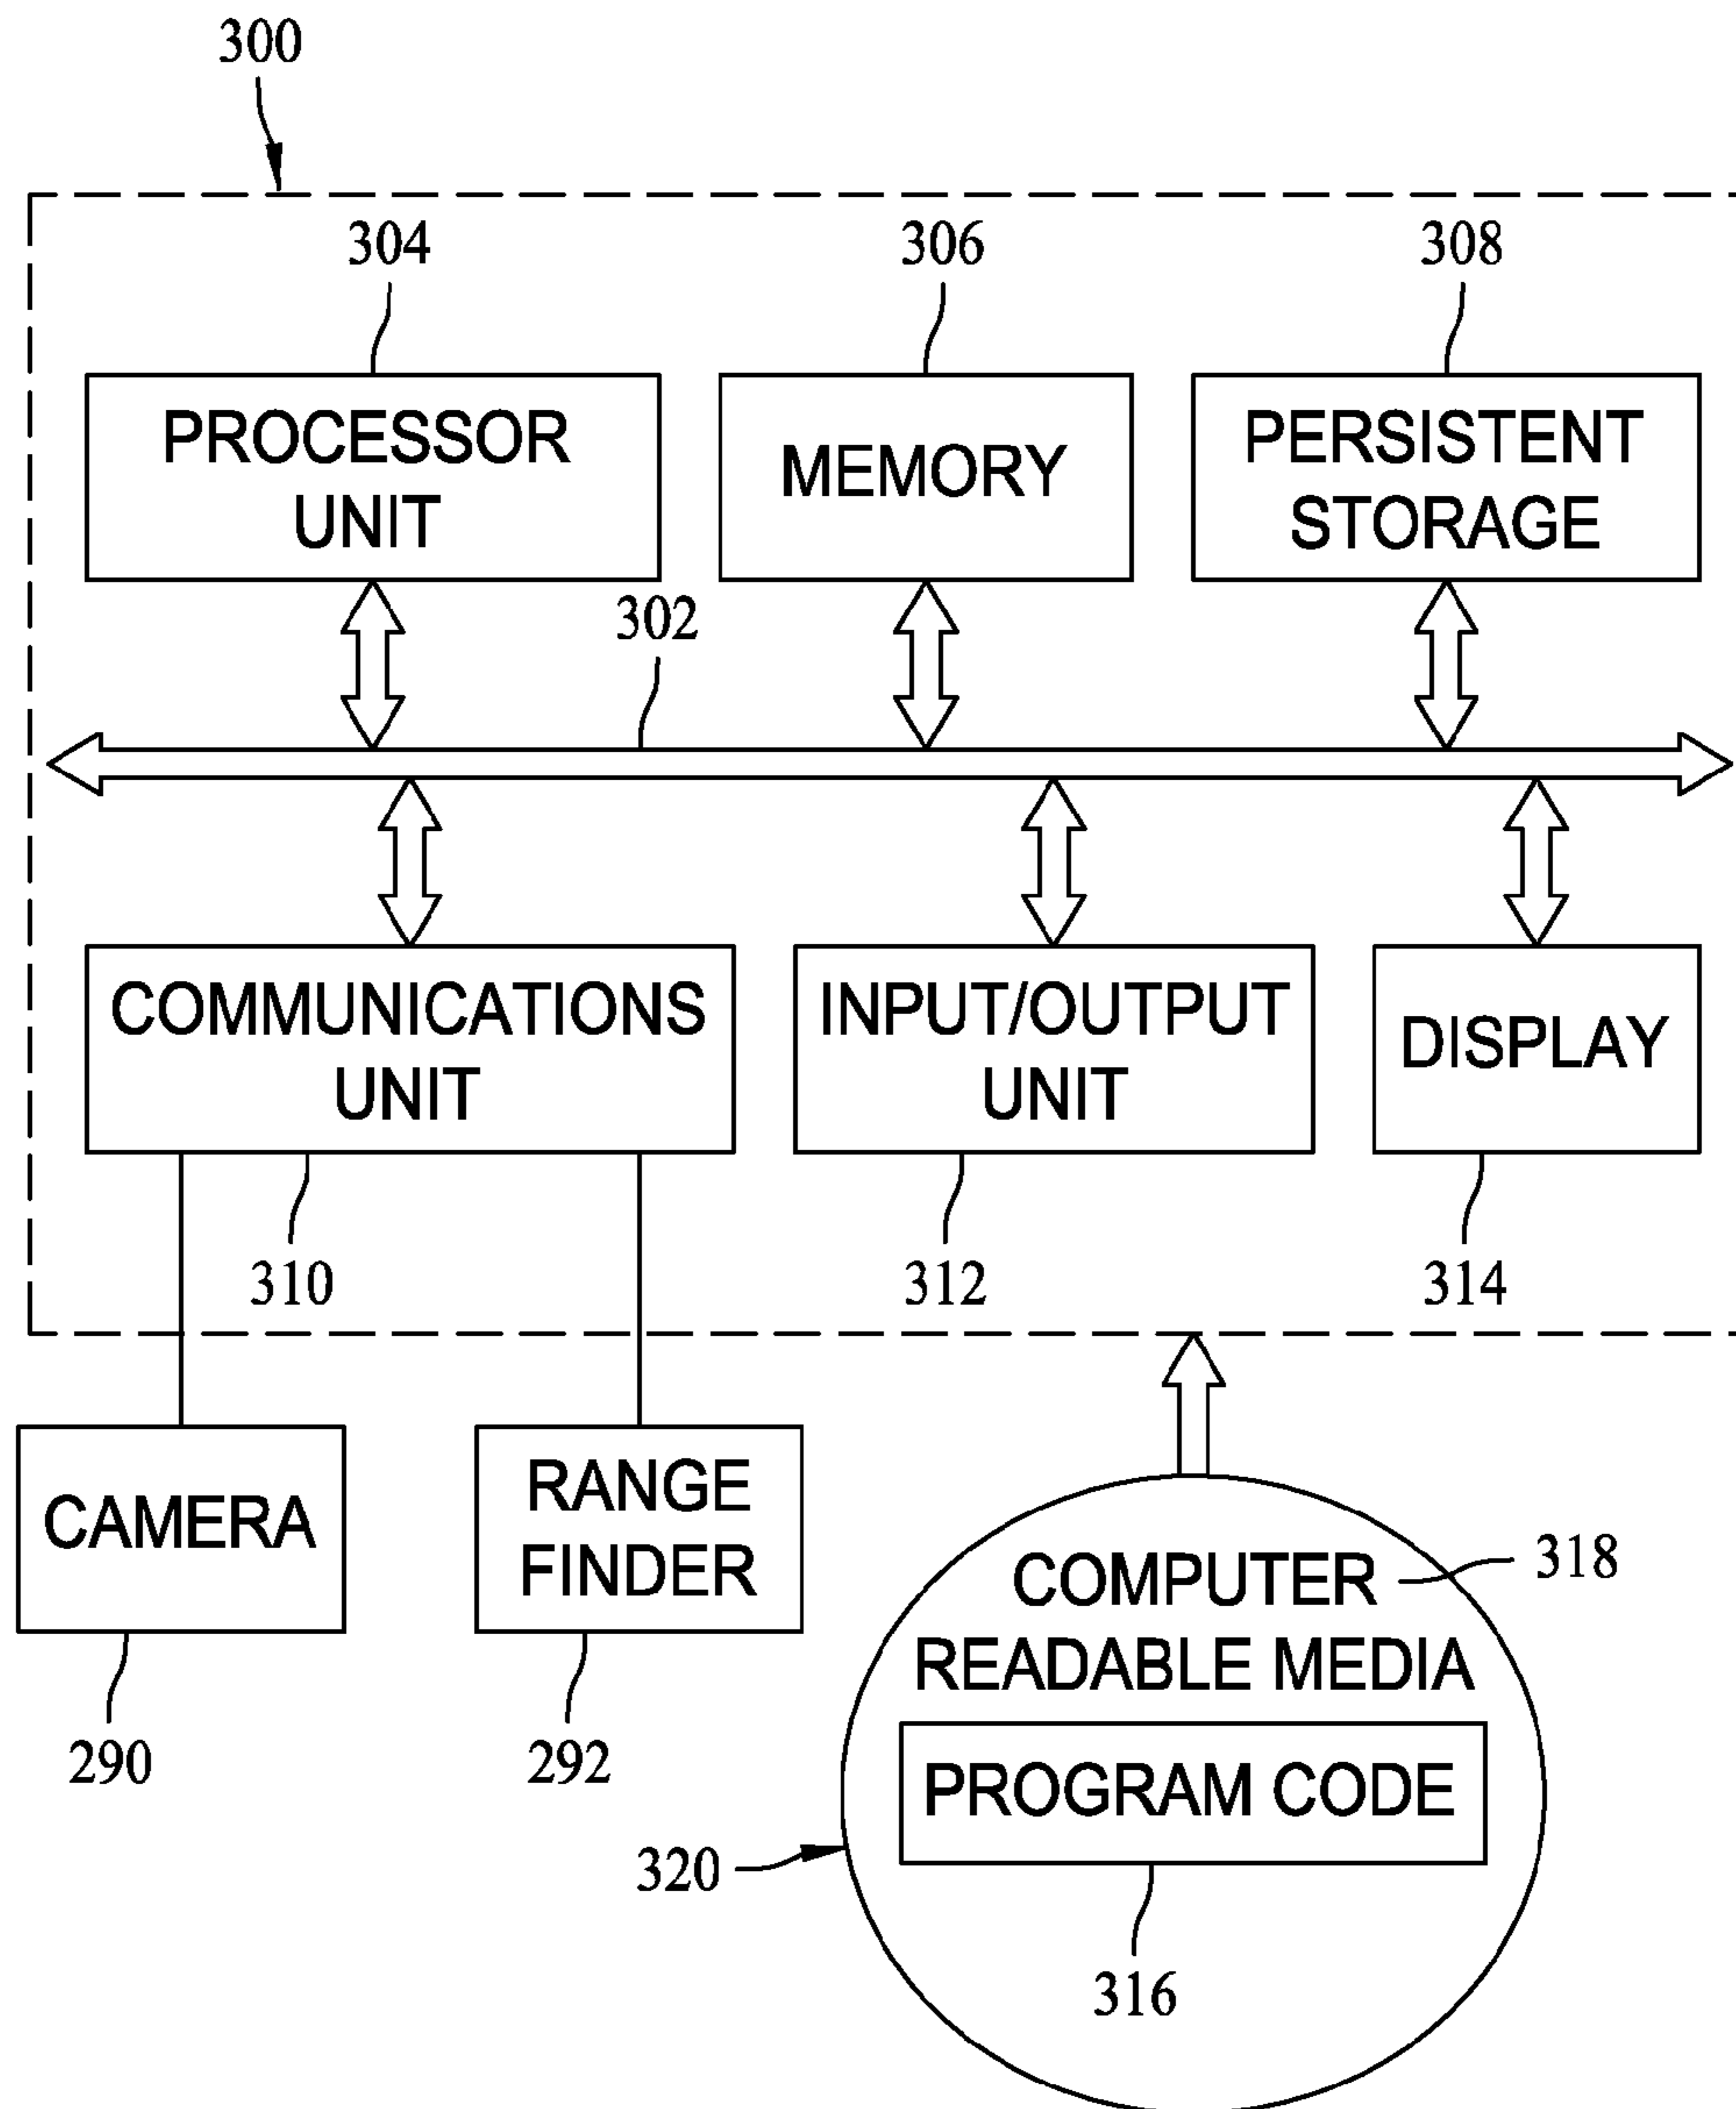 300
304
306
308
PROCESSOR
UNIT
MEMORY
PERSISTENT
STORAGE
302
COMMUNICATIONS
UNIT
INPUT/OUTPUT
UNIT
DISPLAY
310
312
314
CAMERA
RANGE
FINDER
COMPUTER
READABLE MEDIA
318
290
292
PROGRAM CODE
320
316